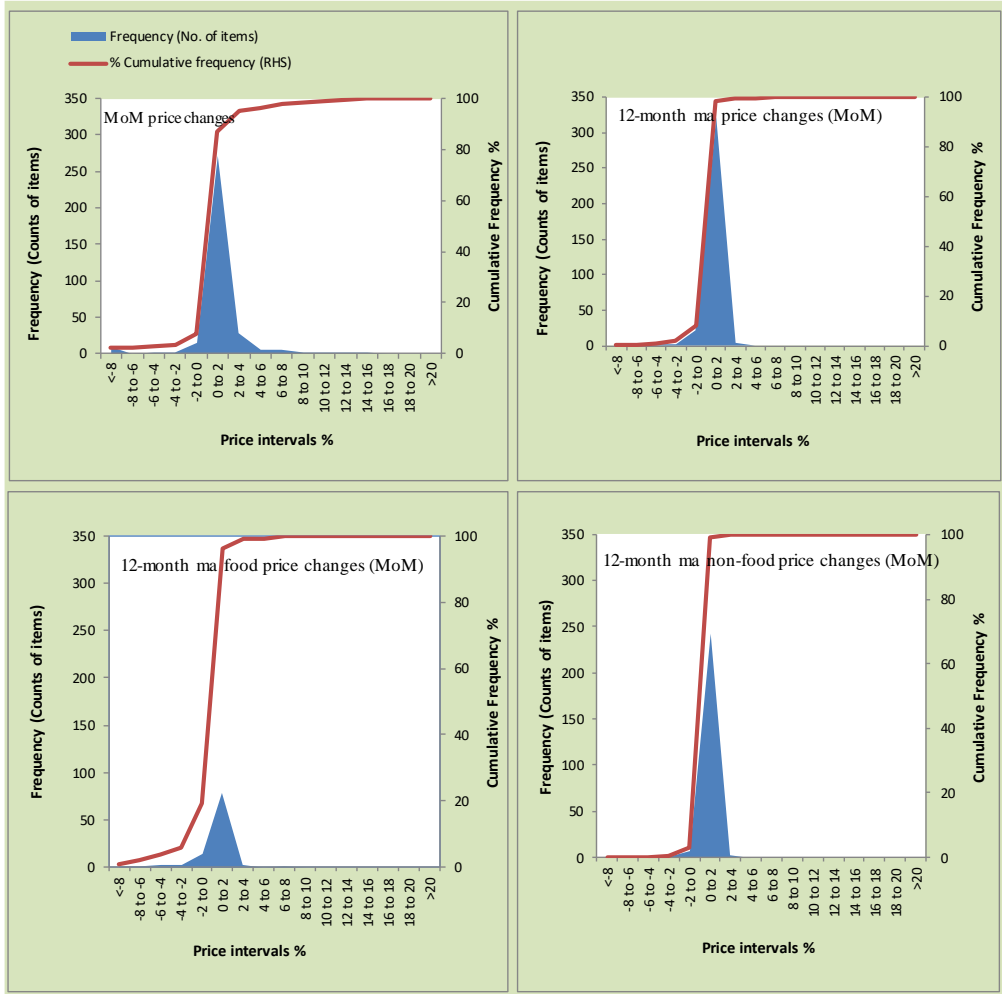 Frequency (No. of items)
% Cumulative frequency (RHS)
MoM price changes
350
300
250
200
150
100
50
0
100
80
60
40
20
0
Frequency (Counts of items)
Cumulative Frequency %
<-8
-8 to -6
-6 to -4
-4 to -2
-2 to 0
0 to 2
2 to 4
4 to 6
6 to 8
8 to 10
10 to 12
12 to 14
14 to 16
16 to 18
18 to 20
>20
Price intervals %
12-month ma price changes (MoM)
350
300
250
200
150
100
50
0
100
80
60
40
20
0
Frequency (Counts of items)
Cumulative Frequency %
<-8
-8 to -6
-6 to -4
-4 to -2
-2 to 0
0 to 2
2 to 4
4 to 6
6 to 8
8 to 10
10 to 12
12 to 14
14 to 16
16 to 18
18 to 20
>20
Price intervals %
12-month ma food price changes (MoM)
350
300
250
200
150
100
50
0
100
80
60
40
20
0
Frequency (Counts of items)
Cumulative Frequency %
<-8
-8 to -6
-6 to -4
-4 to -2
-2 to 0
0 to 2
2 to 4
4 to 6
6 to 8
8 to 10
10 to 12
12 to 14
14 to 16
16 to 18
18 to 20
>20
Price intervals %
12-month ma non-food price changes (MoM)
350
300
250
200
150
100
50
0
100
80
60
40
20
0
Frequency (Counts of items)
Cumulative Frequency %
<-8
-8 to -6
-6 to -4
-4 to -2
-2 to 0
0 to 2
2 to 4
4 to 6
6 to 8
8 to 10
10 to 12
12 to 14
14 to 16
16 to 18
18 to 20
>20
Price intervals %